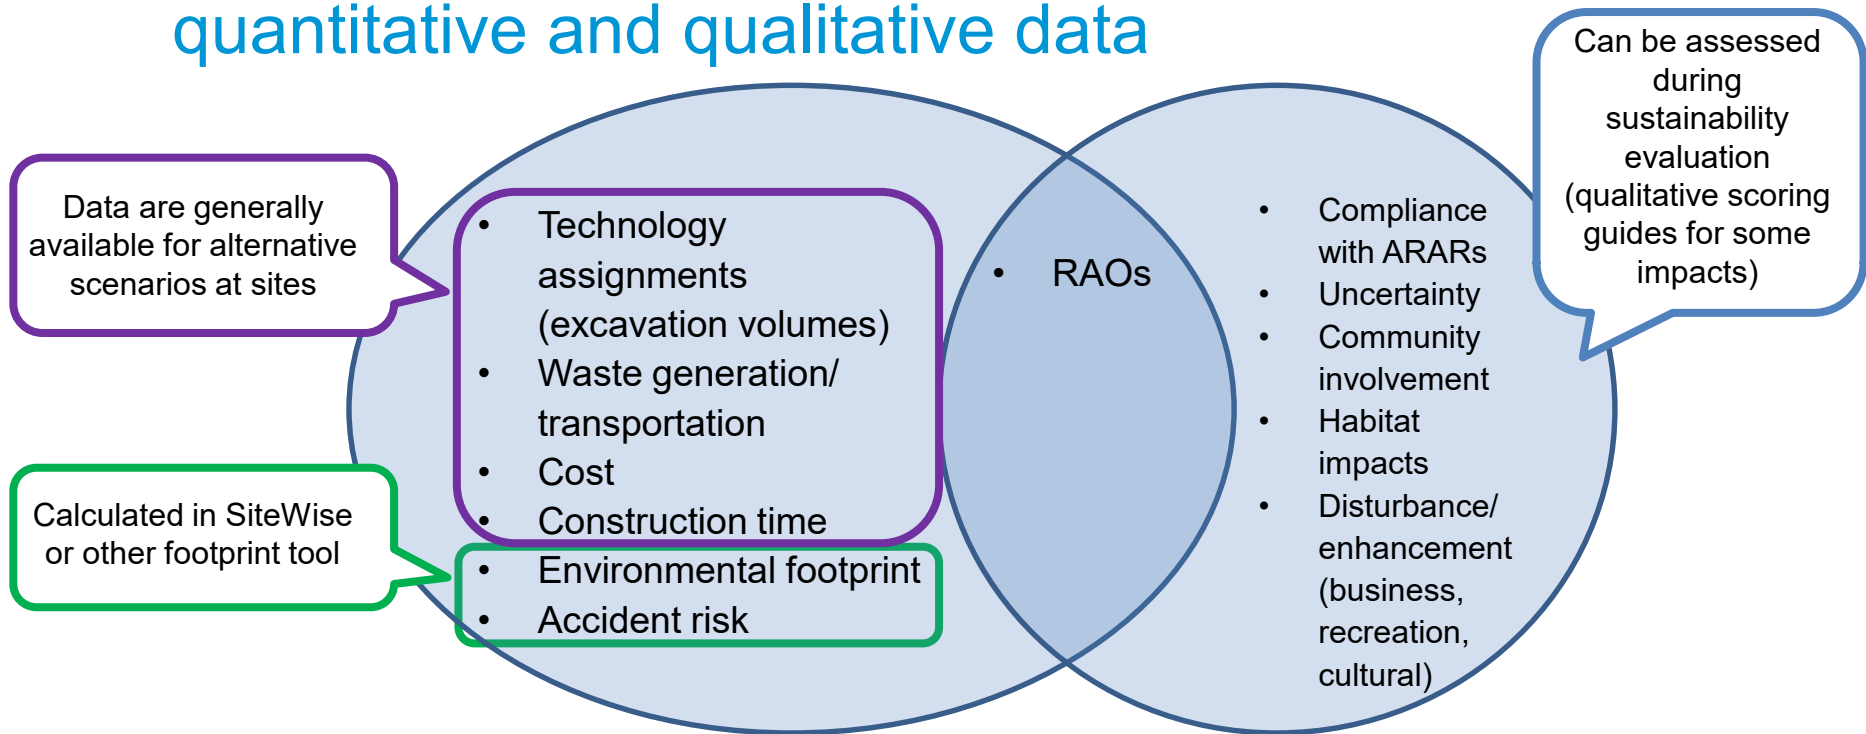 quantitative and qualitative data
Can be assessed
during
sustainability
evaluation
(qualitative scoring
guides for some
impacts)
Data are generally
available for alternative
scenarios at sites
• Technology
assignments
(excavation volumes)
• Waste generation/
transportation
• Cost
• Construction time
• Environmental footprint
• Accident risk
Calculated in SiteWise
or other footprint tool
• RAOs
• Compliance
with ARARs
• Uncertainty
• Community
involvement
• Habitat
impacts
• Disturbance/
enhancement
(business,
recreation,
cultural)